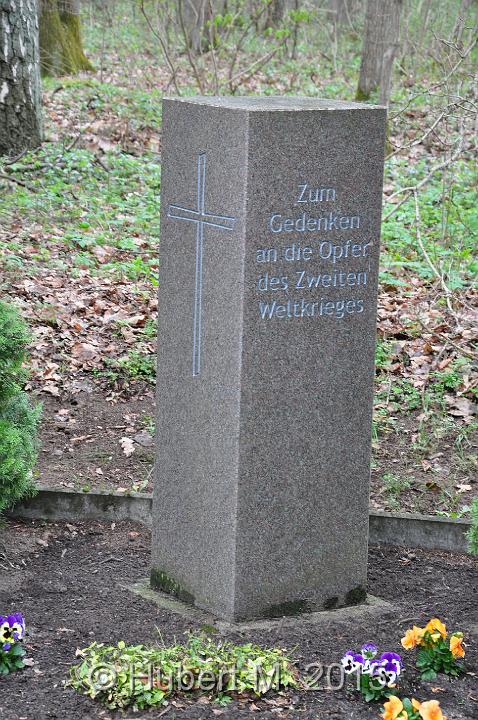 Zum
Gedenken
an die Opfer
des Zweiten
Weltkrieges
© Hubert M. 2015